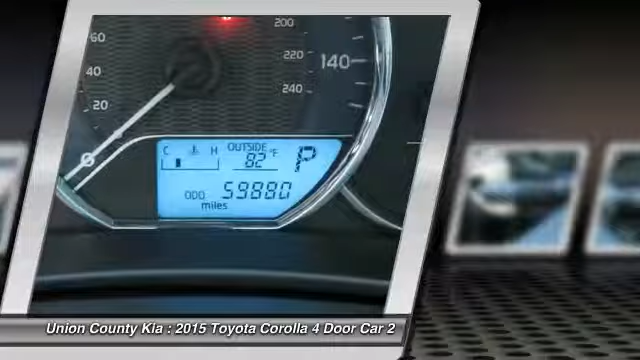 60
200
40
220
140
240
20
0
C H OUTSIDE
82°F P
ODO 59880
miles
Union County Kia : 2015 Toyota Corolla 4 Door Car 2